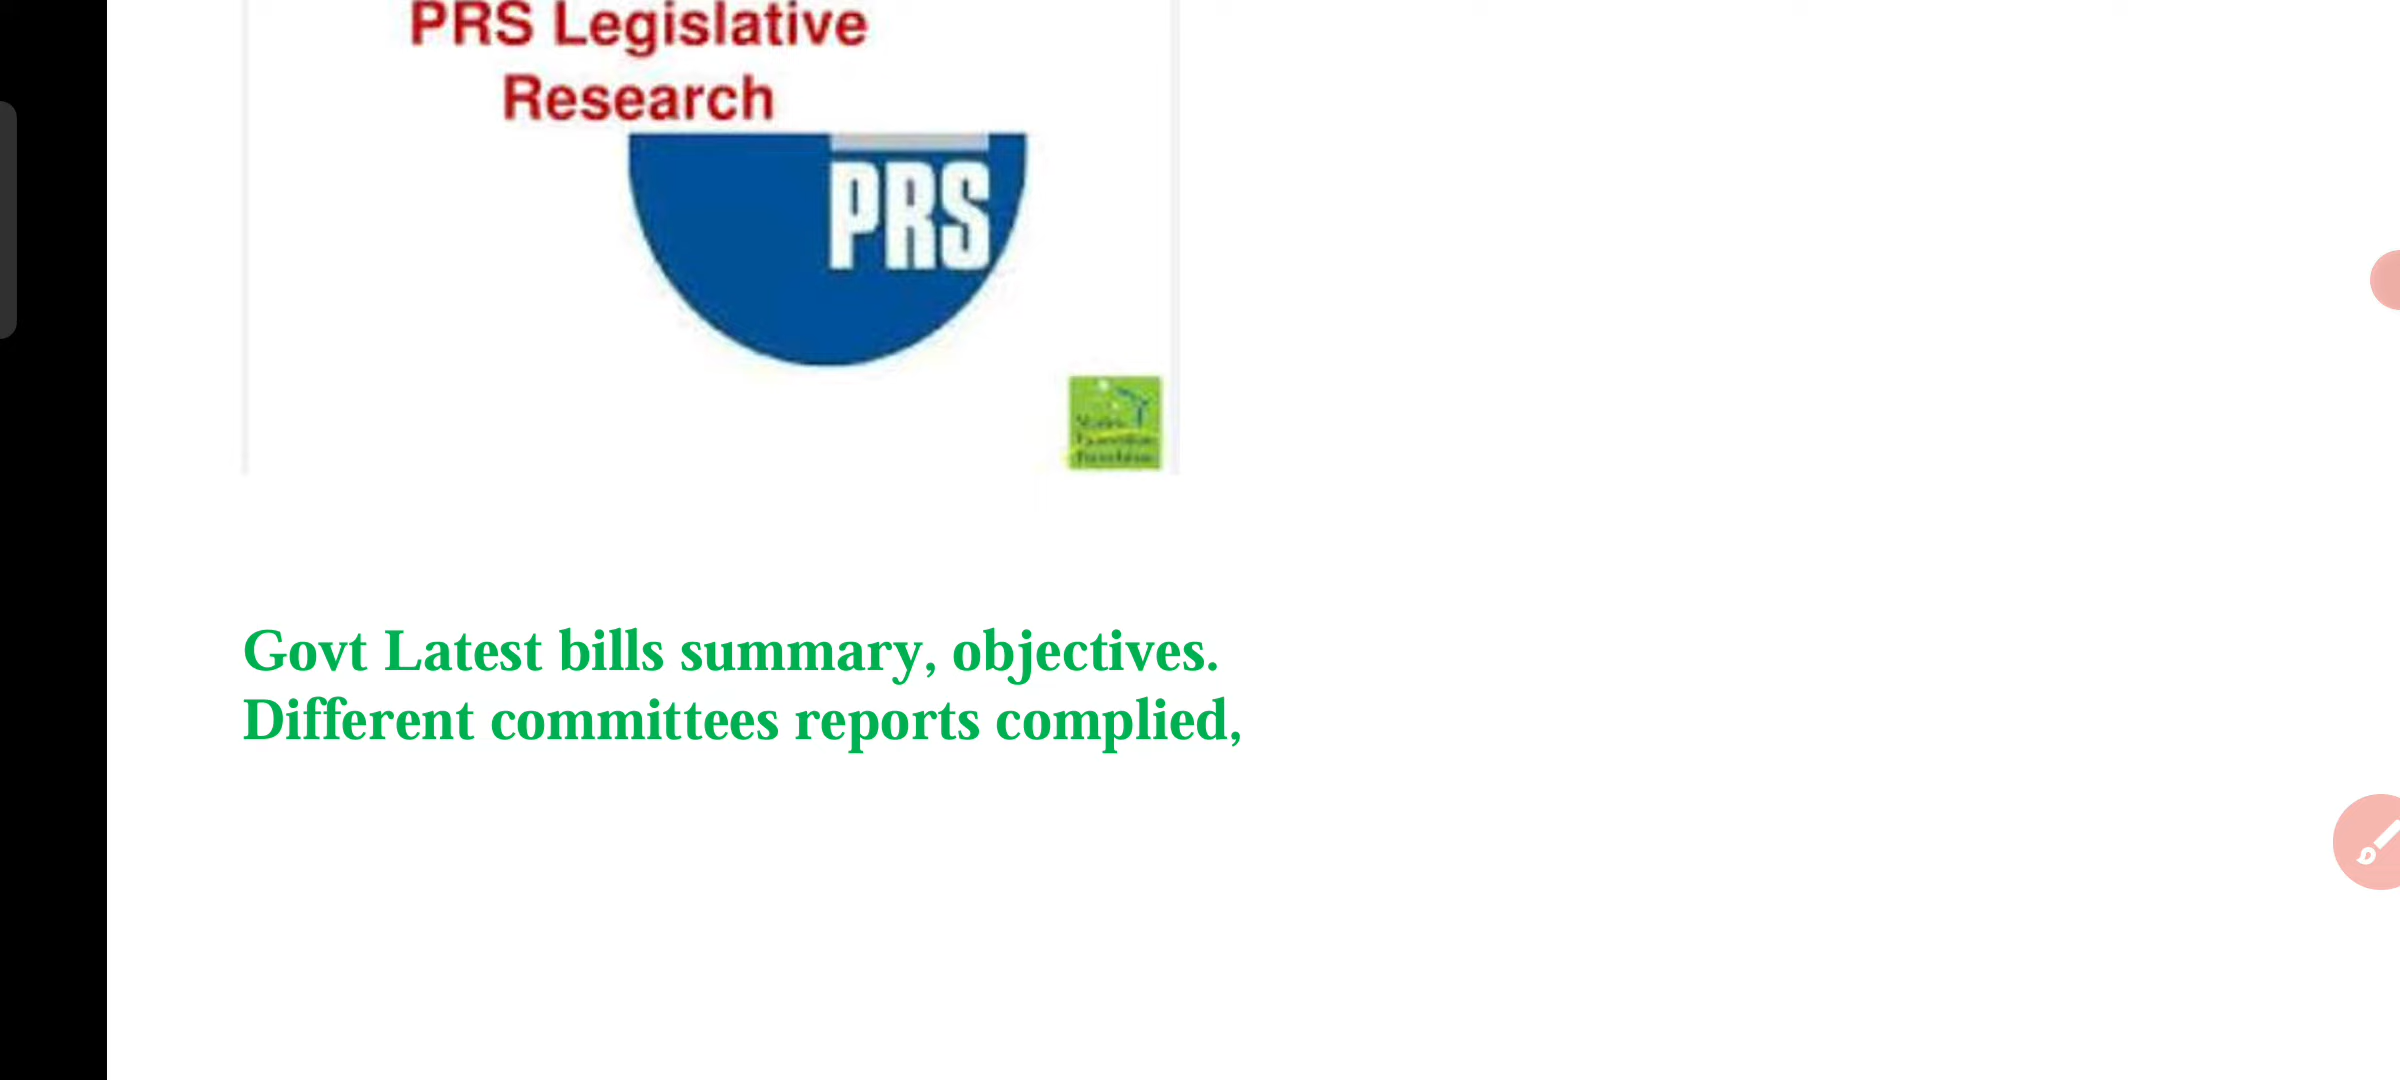 PRS Legislative
Research
PRS
Govt Latest bills summary, objectives.
Different committees reports complied,